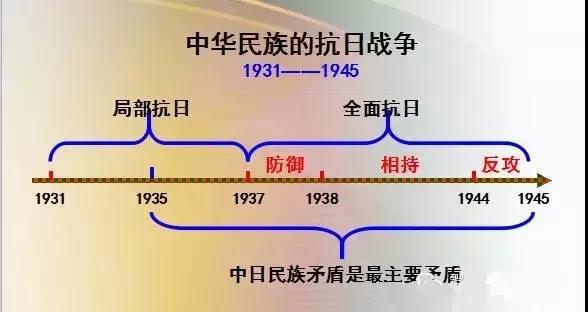 中华民族的抗日战争
1931——1945
局部抗日
全面抗日
防御
相持
反攻
1931
1935
1937
1938
1944
1945
中日民族矛盾是最主要矛盾